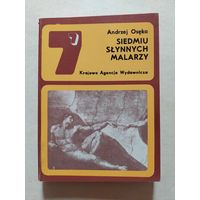 7
Andrzej Osęka
SIEDMIU
SŁYNNYCH
MALARZY
Krajowa Agencja Wydawnicza